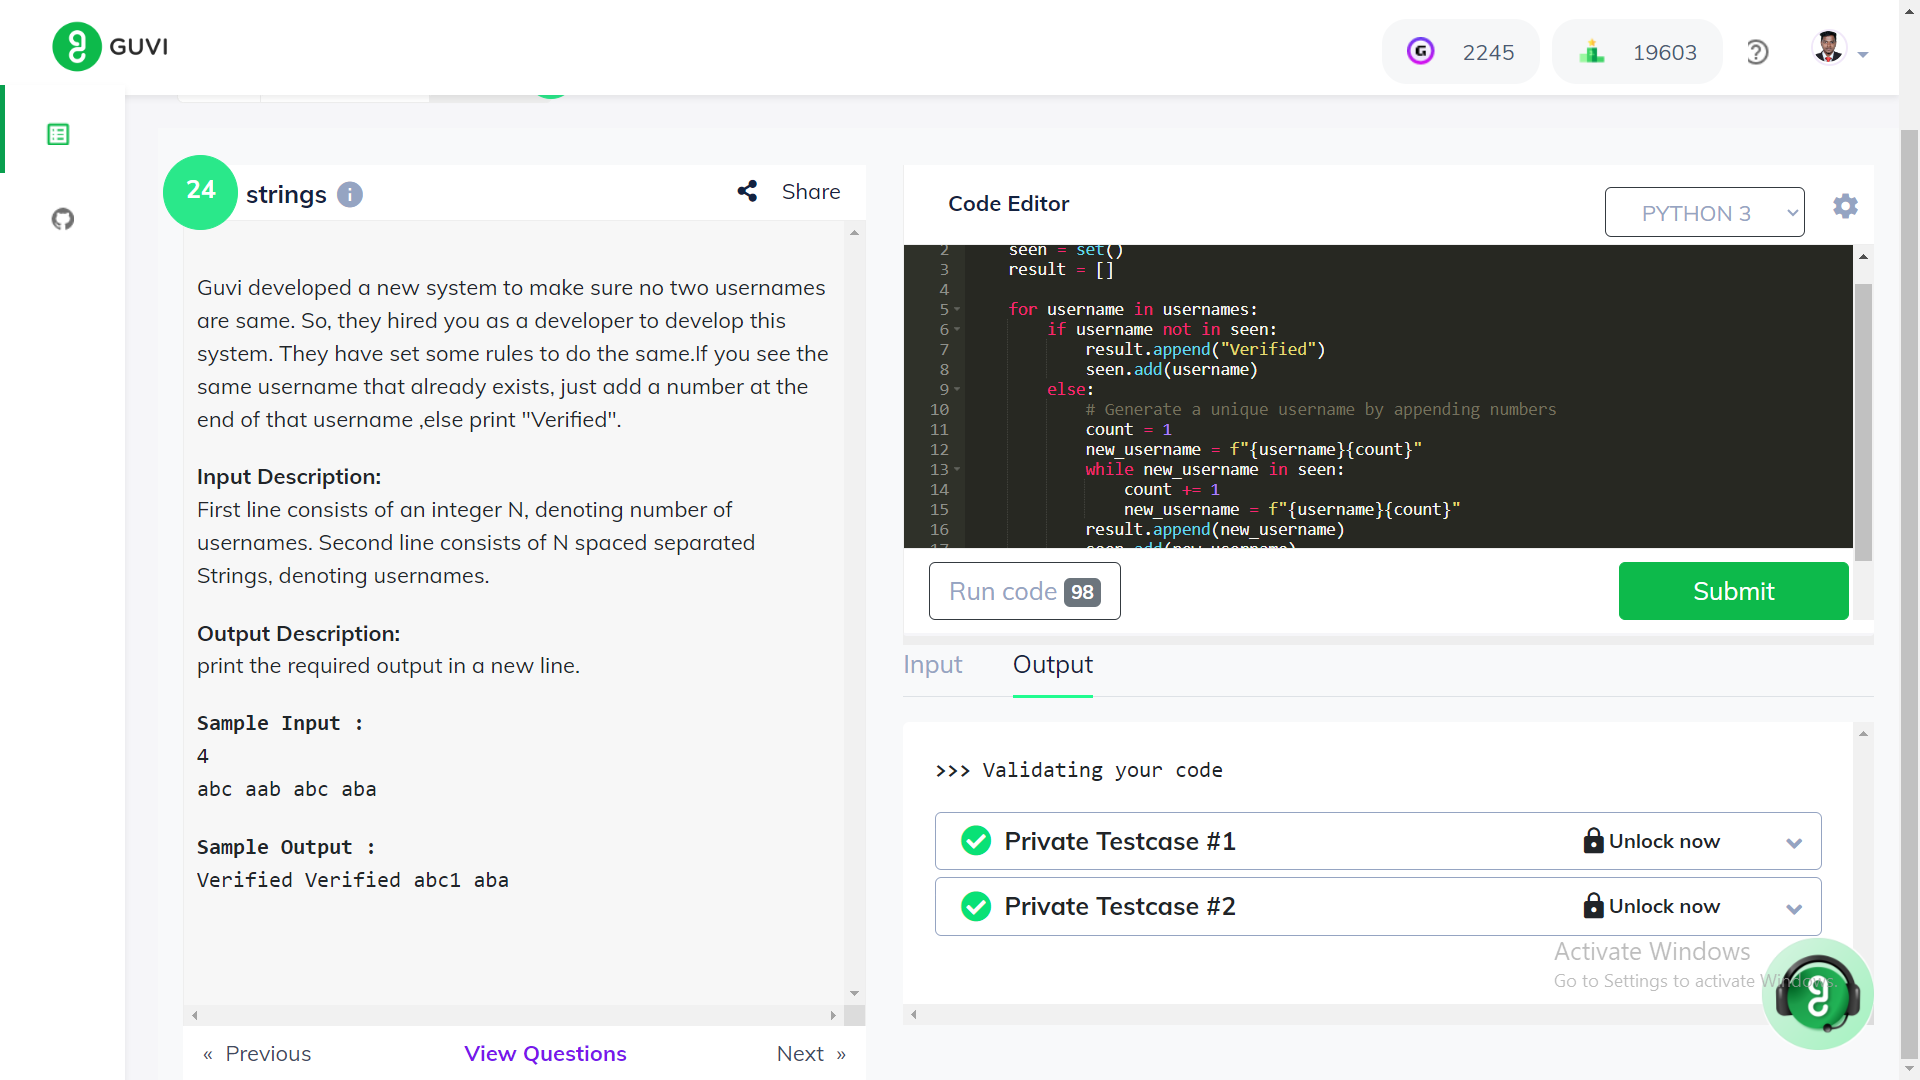 GUVI
2245
19603
24
strings
Share
Guvi developed a new system to make sure no two usernames
are same. So, they hired you as a developer to develop this
system. They have set some rules to do the same.If you see the
same username that already exists, just add a number at the
end of that username ,else print "Verified".
Input Description:
First line consists of an integer N, denoting number of
usernames. Second line consists of N spaced separated
Strings, denoting usernames.
Output Description:
print the required output in a new line.
Sample Input :
4
abc aab abc aba
Sample Output :
Verified Verified abc1 aba
« Previous
View Questions
Next »
Code Editor
PYTHON 3
2 seen = set()
3 result = []
4
5 for username in usernames:
6 if username not in seen:
7 result.append("Verified")
8 seen.add(username)
9 else:
10 # Generate a unique username by appending numbers
11 count = 1
12 new_username = f"{username}{count}"
13 while new_username in seen:
14 count += 1
15 new_username = f"{username}{count}"
16 result.append(new_username)
17 seen.add(new_username)
Run code 98
Submit
Input
Output
>>> Validating your code
Private Testcase #1
Unlock now
Private Testcase #2
Unlock now
Activate Windows
Go to Settings to activate Windows.